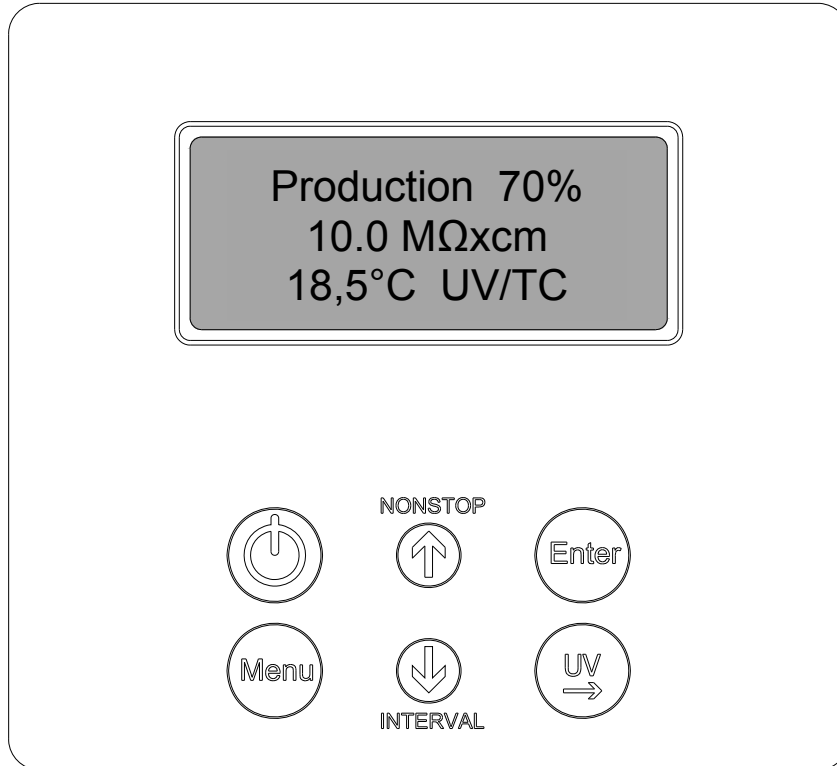 Production 70%
10.0 MΩxcm
18,5°C UV/TC
NONSTOP
Enter
Menu
UV
INTERVAL